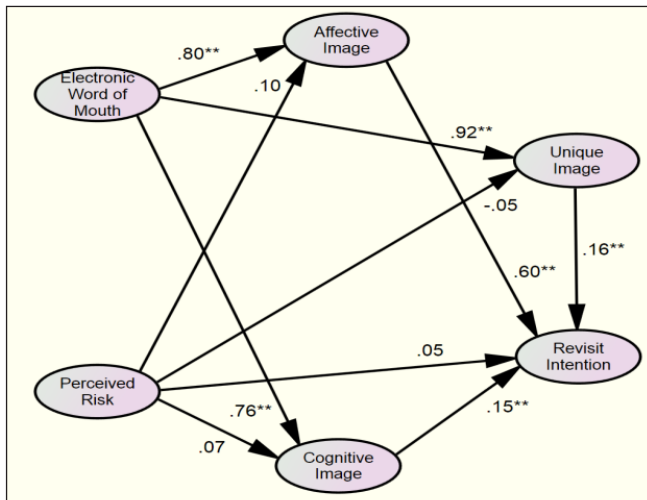 Affective
Image
.80**
Electronic
Word of
Mouth
.10
.92**
Unique
Image
-.05
.60**
.16**
Revisit
Intention
.05
Perceived
Risk
.76**
.15**
.07
Cognitive
Image